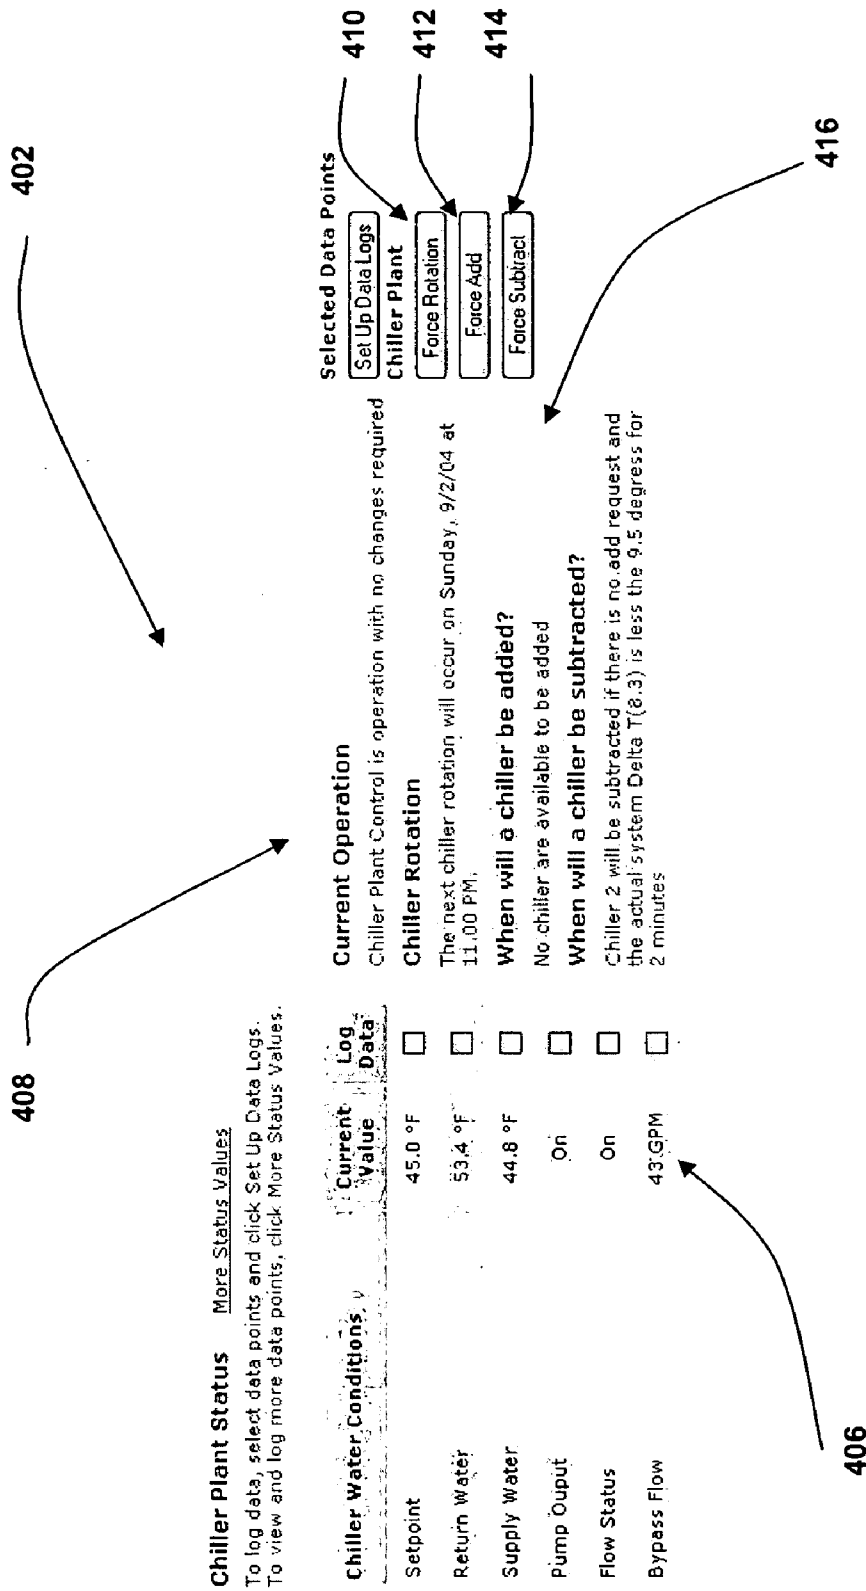 402
408
Chiller Plant Status More Status Values
To log data, select data points and click Set Up Data Logs.
To view and log more data points, click More Status Values.
Chiller Water Conditions Current Value Log Data
Setpoint 45.0 °F
Return Water 53.4 °F
Supply Water 44.8 °F
Pump Ouput On
Flow Status On
Bypass Flow 43 GPM
406
Current Operation
Chiller Plant Control is operation with no changes required
Chiller Rotation
The next chiller rotation will occur on Sunday, 9/2/04 at
11.00 PM.
When will a chiller be added?
No chiller are available to be added
When will a chiller be subtracted?
Chiller 2 will be subtracted if there is no add request and
the actual system Delta T(8.3) is less the 9.5 degress for
2 minutes
Selected Data Points
Set Up Data Logs
Chiller Plant
Force Rotation
Force Add
Force Subtract
410
412
414
416